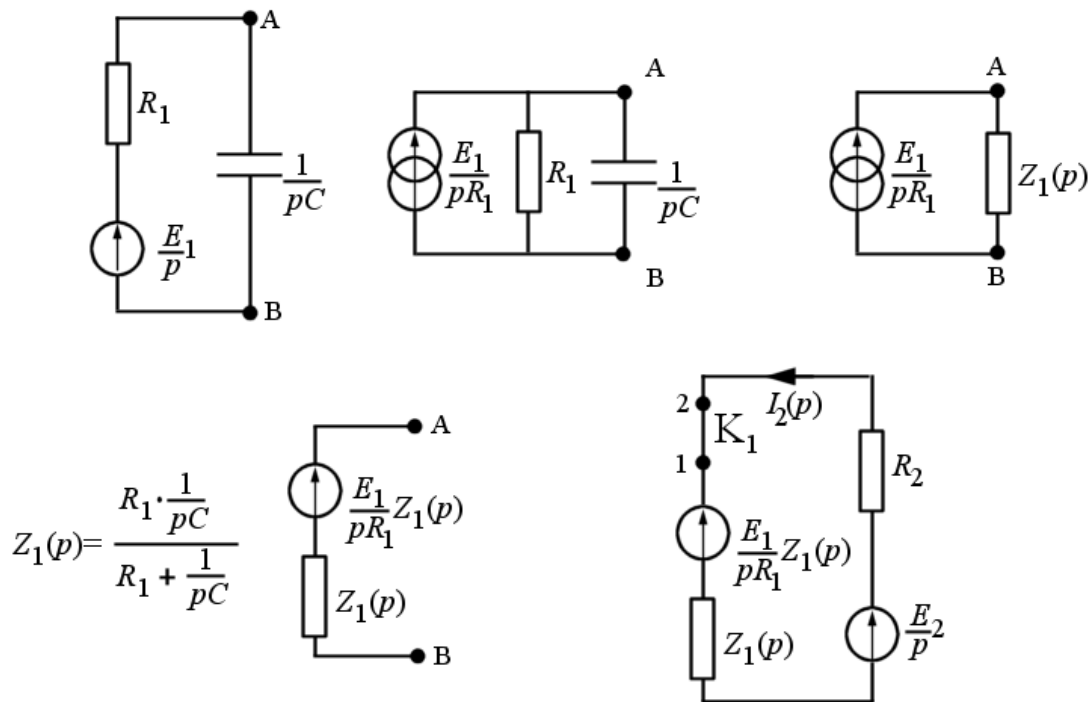 A
R₁
1/pC
E₁/p
B
A
E₁/pR₁
R₁
1/pC
B
A
E₁/pR₁
Z₁(p)
B
Z₁(p)= (R₁·1/pC)/(R₁ + 1/pC)
A
E₁/pR₁ Z₁(p)
Z₁(p)
B
2
K₁
1
I₂(p)
R₂
E₁/pR₁ Z₁(p)
Z₁(p)
E₂/p